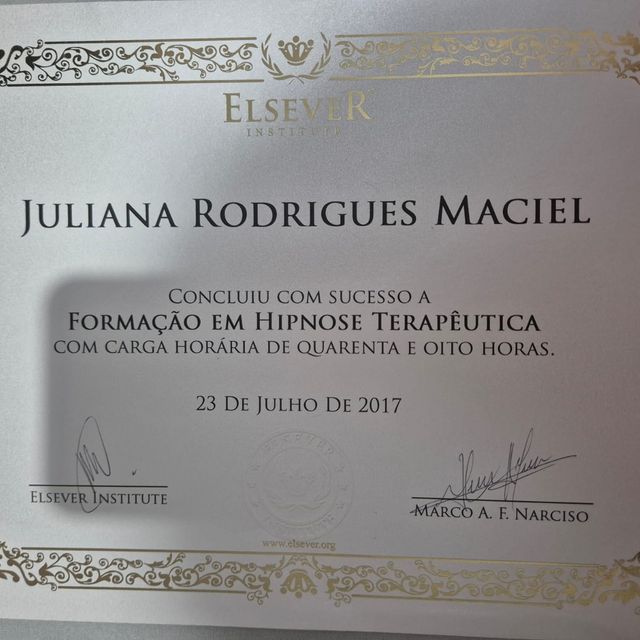 ELSEVER
INSTITUTE
JULIANA RODRIGUES MACIEL
CONCLUIU COM SUCESSO A
FORMAÇÃO EM HIPNOSE TERAPÊUTICA
COM CARGA HORÁRIA DE QUARENTA E OITO HORAS.
23 DE JULHO DE 2017
ELSEVER INSTITUTE
MARCO A. F. NARCISO
www.elsever.org